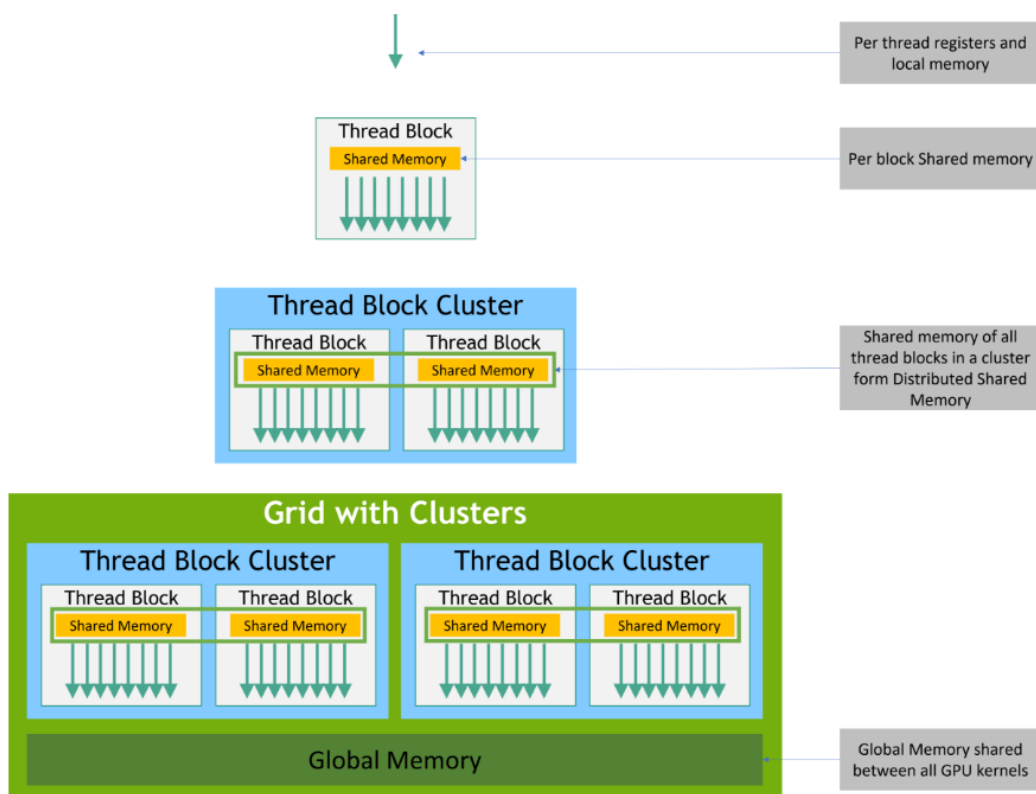 Per thread registers and
local memory
Thread Block
Shared Memory
Per block Shared memory
Thread Block Cluster
Thread Block
Thread Block
Shared Memory
Shared Memory
Shared memory of all
thread blocks in a cluster
form Distributed Shared
Memory
Grid with Clusters
Thread Block Cluster
Thread Block
Thread Block
Shared Memory
Shared Memory
Thread Block Cluster
Thread Block
Thread Block
Shared Memory
Shared Memory
Global Memory
Global Memory shared
between all GPU kernels